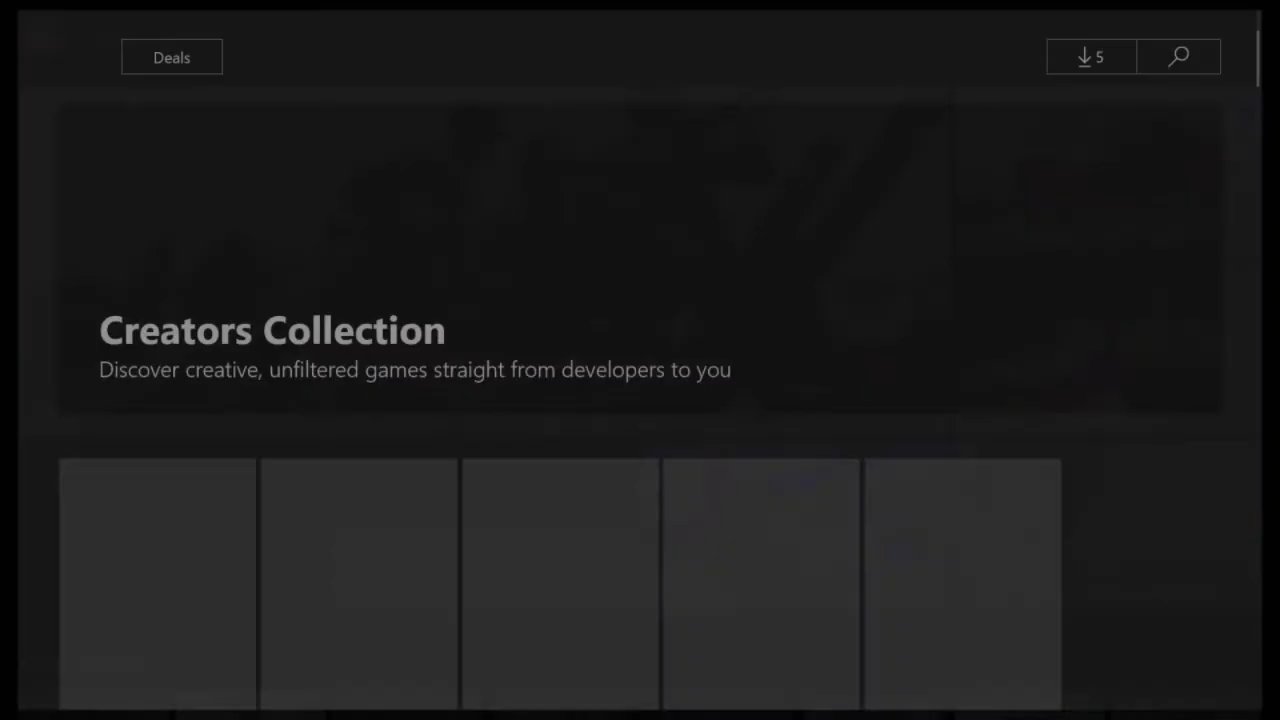 Deals
5
Creators Collection
Discover creative, unfiltered games straight from developers to you